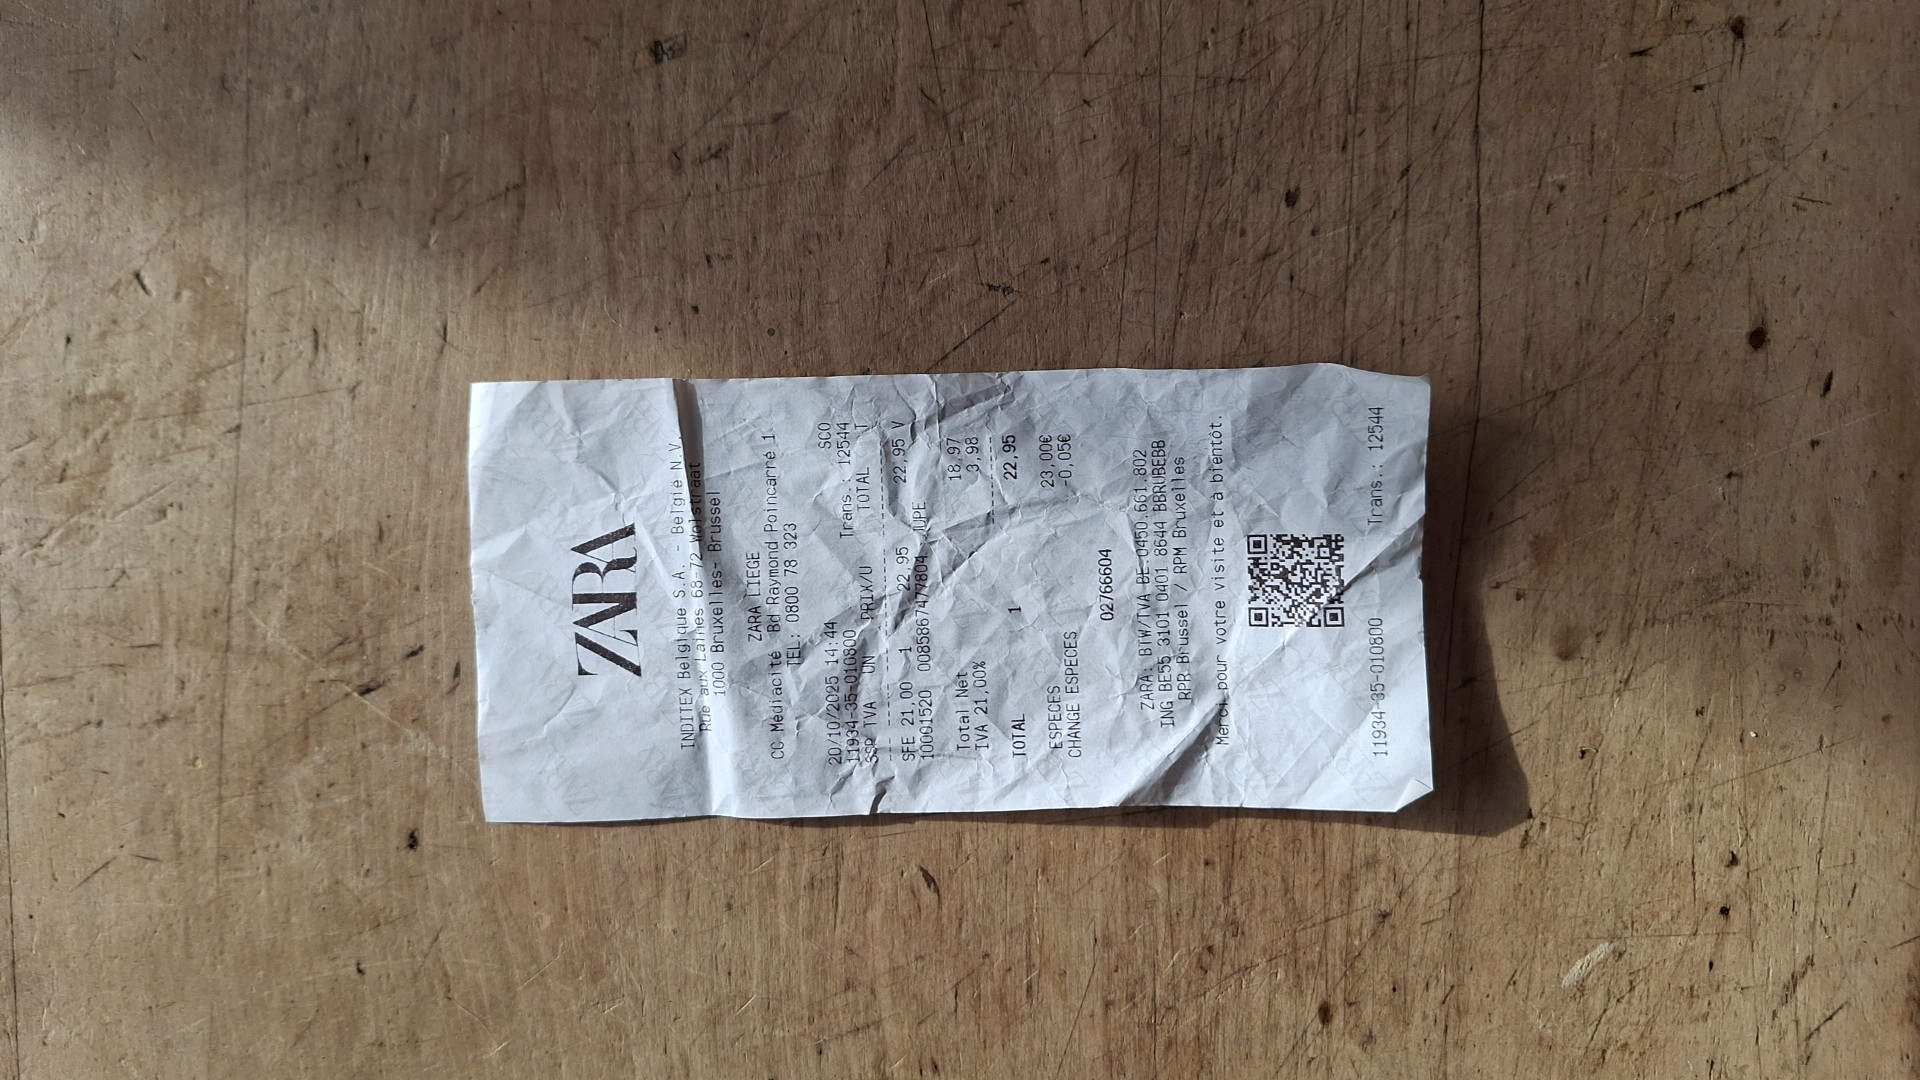 ZARA
INDITEX Belgique S.A. - België N.V.
Rue aux Laines 68-72 Wolstraat
1000 Bruxelles- Brussel
ZARA LIEGE
CC Médiacité Bd Raymond Poincarré 1
TEL: 0800 78 323
SCO
20/10/2025 14:44
11934-35-010800 Trans.: 12544
SSP TVA UN PRIX/U TOTAL T
SFE 21,00 1 22,95 22,95 V
10001520 00858674777804 JUPE
Total Net 18,97
IVA 21,00% 3,98
TOTAL 1 22,95
ESPECES 23,00€
CHANGE ESPECES -0,05€
02766604
ZARA: BTW/TVA BE.0450.661.802
ING BE55 3101 0401 8644 BBRUBEBB
RPR Brussel / RPM Bruxelles
Merci pour votre visite et à bientôt.
11934-35-010800 Trans.: 12544